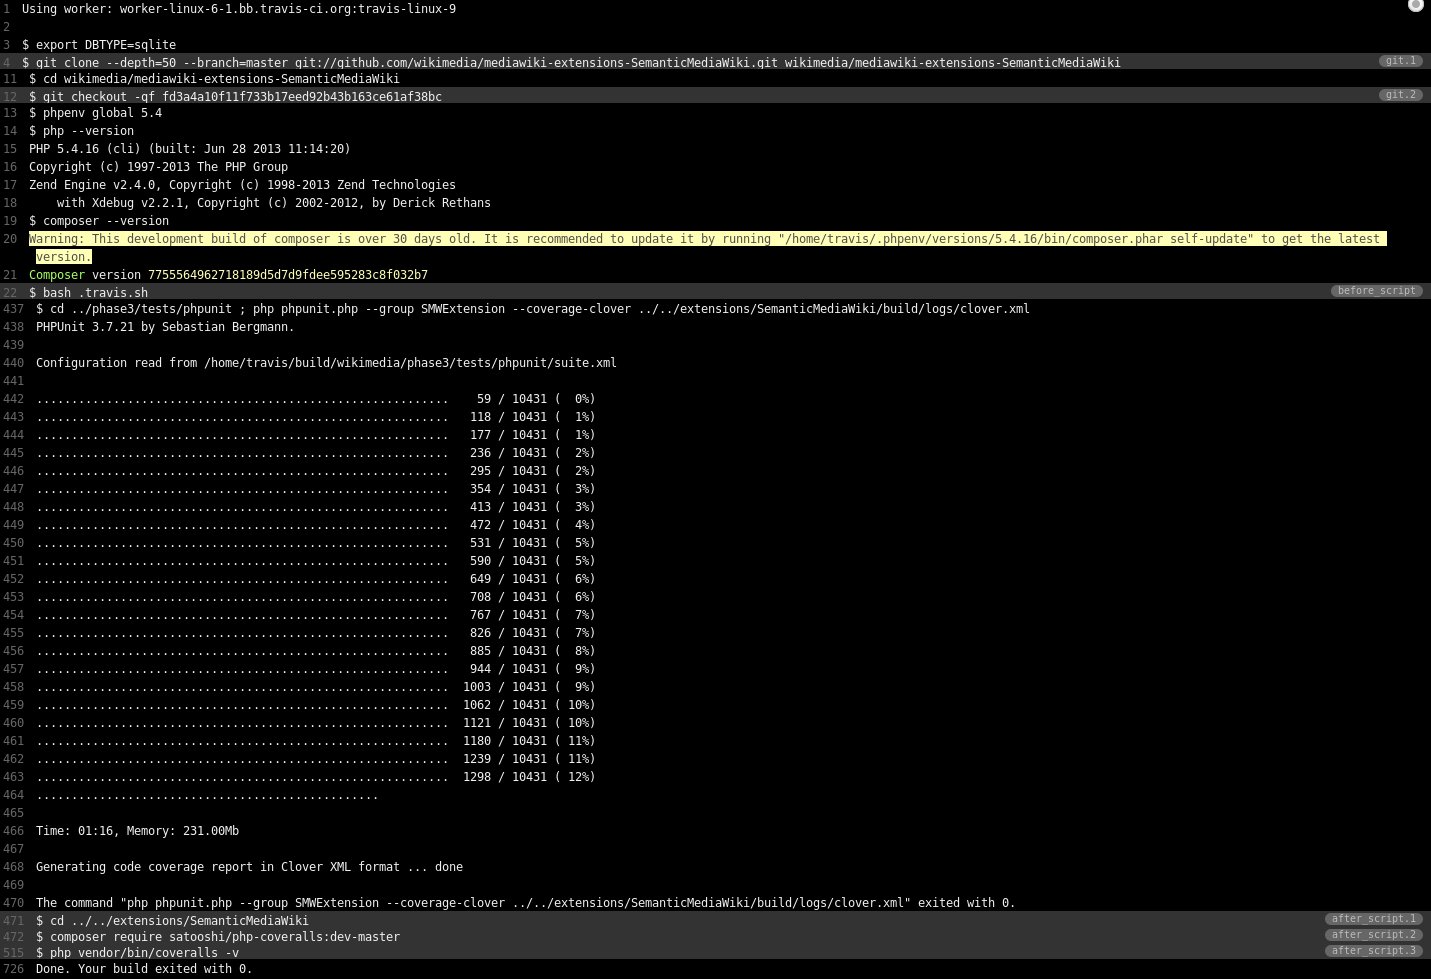 1 Using worker: worker-linux-6-1.bb.travis-ci.org:travis-linux-9
2
3 $ export DBTYPE=sqlite
4 $ git clone --depth=50 --branch=master git://github.com/wikimedia/mediawiki-extensions-SemanticMediaWiki.git wikimedia/mediawiki-extensions-SemanticMediaWiki git.1
11 $ cd wikimedia/mediawiki-extensions-SemanticMediaWiki
12 $ git checkout -qf fd3a4a10f11f733b17eed92b43b163ce61af38bc git.2
13 $ phpenv global 5.4
14 $ php --version
15 PHP 5.4.16 (cli) (built: Jun 28 2013 11:14:20)
16 Copyright (c) 1997-2013 The PHP Group
17 Zend Engine v2.4.0, Copyright (c) 1998-2013 Zend Technologies
18     with Xdebug v2.2.1, Copyright (c) 2002-2012, by Derick Rethans
19 $ composer --version
20 Warning: This development build of composer is over 30 days old. It is recommended to update it by running "/home/travis/.phpenv/versions/5.4.16/bin/composer.phar self-update" to get the latest
version.
21 Composer version 7755564962718189d5d7d9fdee595283c8f032b7
22 $ bash .travis.sh before_script
437 $ cd ../phase3/tests/phpunit ; php phpunit.php --group SMWExtension --coverage-clover ../../extensions/SemanticMediaWiki/build/logs/clover.xml
438 PHPUnit 3.7.21 by Sebastian Bergmann.
439
440 Configuration read from /home/travis/build/wikimedia/phase3/tests/phpunit/suite.xml
441
442 ...........................................................    59 / 10431 (  0%)
443 ...........................................................   118 / 10431 (  1%)
444 ...........................................................   177 / 10431 (  1%)
445 ...........................................................   236 / 10431 (  2%)
446 ...........................................................   295 / 10431 (  2%)
447 ...........................................................   354 / 10431 (  3%)
448 ...........................................................   413 / 10431 (  3%)
449 ...........................................................   472 / 10431 (  4%)
450 ...........................................................   531 / 10431 (  5%)
451 ...........................................................   590 / 10431 (  5%)
452 ...........................................................   649 / 10431 (  6%)
453 ...........................................................   708 / 10431 (  6%)
454 ...........................................................   767 / 10431 (  7%)
455 ...........................................................   826 / 10431 (  7%)
456 ...........................................................   885 / 10431 (  8%)
457 ...........................................................   944 / 10431 (  9%)
458 ...........................................................  1003 / 10431 (  9%)
459 ...........................................................  1062 / 10431 ( 10%)
460 ...........................................................  1121 / 10431 ( 10%)
461 ...........................................................  1180 / 10431 ( 11%)
462 ...........................................................  1239 / 10431 ( 11%)
463 ...........................................................  1298 / 10431 ( 12%)
464 .................................................
465
466 Time: 01:16, Memory: 231.00Mb
467
468 Generating code coverage report in Clover XML format ... done
469
470 The command "php phpunit.php --group SMWExtension --coverage-clover ../../extensions/SemanticMediaWiki/build/logs/clover.xml" exited with 0.
471 $ cd ../../extensions/SemanticMediaWiki after_script.1
472 $ composer require satooshi/php-coveralls:dev-master after_script.2
515 $ php vendor/bin/coveralls -v after_script.3
726 Done. Your build exited with 0.